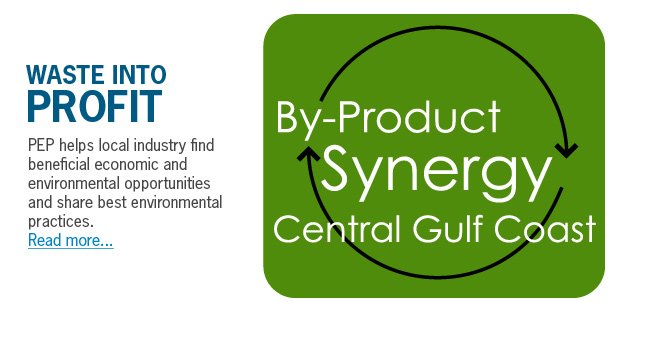 WASTE INTO
PROFIT
PEP helps local industry find
beneficial economic and
environmental opportunities
and share best environmental
practices.
Read more...
By-Product
Synergy
Central Gulf Coast